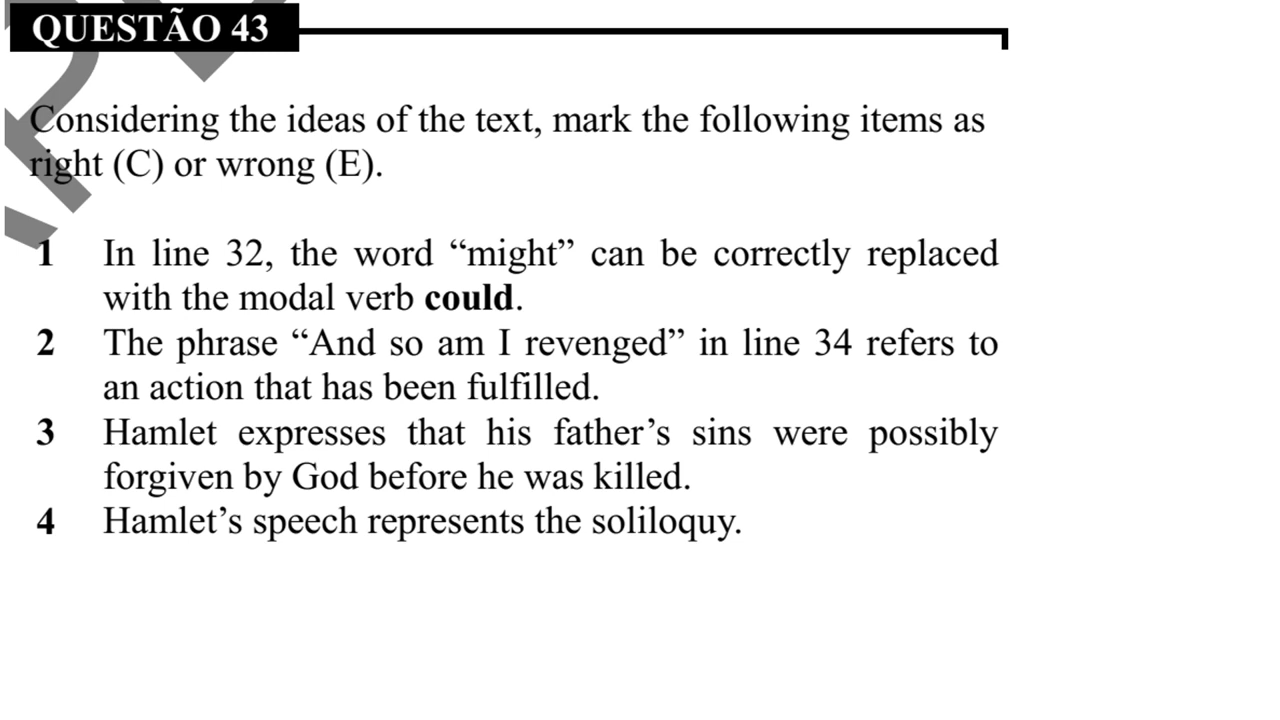 QUESTÃO 43
Considering the ideas of the text, mark the following items as
right (C) or wrong (E).
1 In line 32, the word “might” can be correctly replaced
with the modal verb could.
2 The phrase “And so am I revenged” in line 34 refers to
an action that has been fulfilled.
3 Hamlet expresses that his father’s sins were possibly
forgiven by God before he was killed.
4 Hamlet’s speech represents the soliloquy.